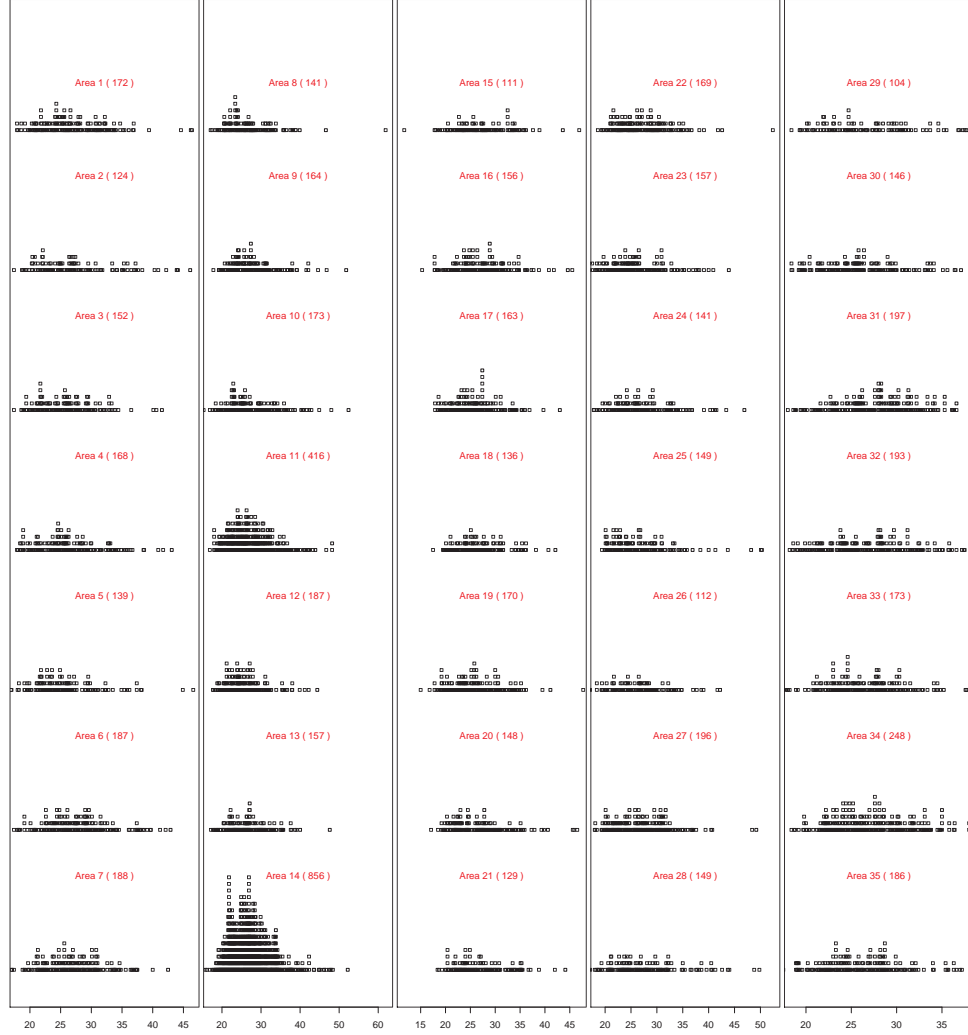 Area 1 ( 172 )
Area 8 ( 141 )
Area 15 ( 111 )
Area 22 ( 169 )
Area 29 ( 104 )
Area 2 ( 124 )
Area 9 ( 164 )
Area 16 ( 156 )
Area 23 ( 157 )
Area 30 ( 146 )
Area 3 ( 152 )
Area 10 ( 173 )
Area 17 ( 163 )
Area 24 ( 141 )
Area 31 ( 197 )
Area 4 ( 168 )
Area 11 ( 416 )
Area 18 ( 136 )
Area 25 ( 149 )
Area 32 ( 193 )
Area 5 ( 139 )
Area 12 ( 187 )
Area 19 ( 170 )
Area 26 ( 112 )
Area 33 ( 173 )
Area 6 ( 187 )
Area 13 ( 157 )
Area 20 ( 148 )
Area 27 ( 196 )
Area 34 ( 248 )
Area 7 ( 188 )
Area 14 ( 856 )
Area 21 ( 129 )
Area 28 ( 149 )
Area 35 ( 186 )
20 25 30 35 40 45
20 30 40 50 60
15 20 25 30 35 40 45
20 25 30 35 40 45 50
20 25 30 35